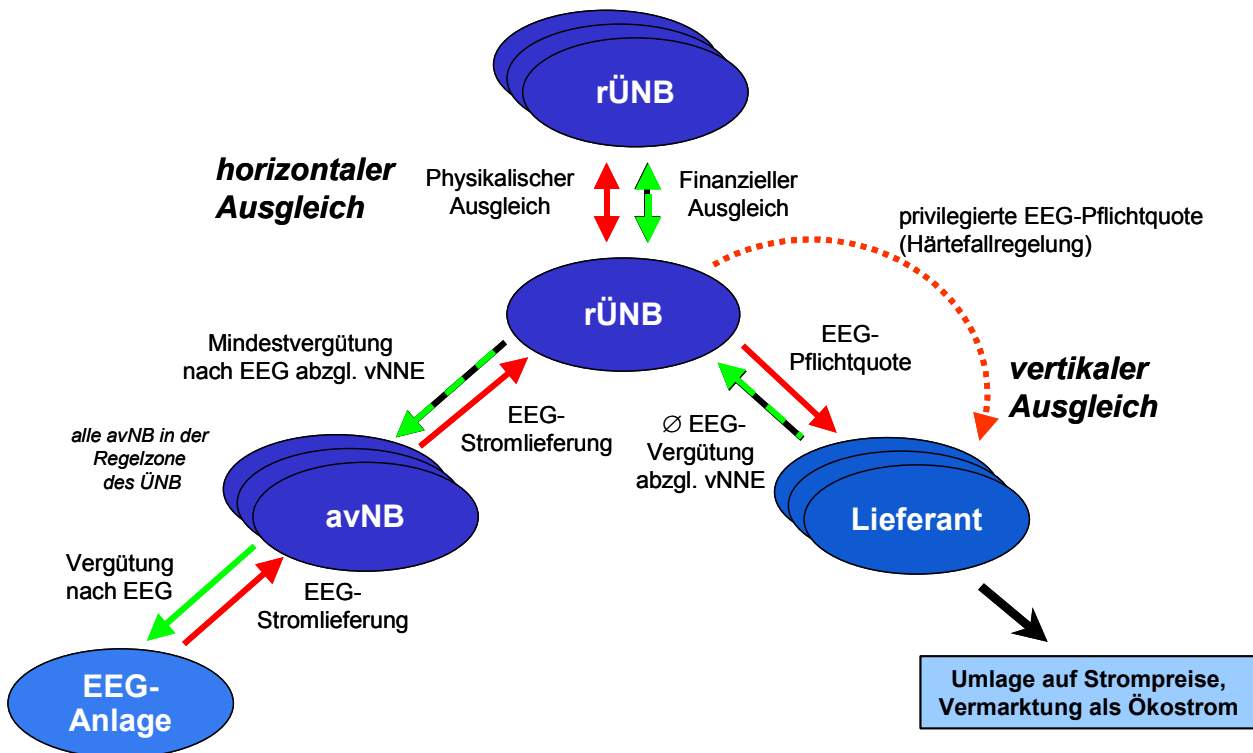 rÜNB
horizontaler
Ausgleich
Physikalischer
Ausgleich
Finanzieller
Ausgleich
privilegierte EEG-Pflichtquote
(Härtefallregelung)
rÜNB
Mindestvergütung
nach EEG abzgl. vNNE
EEG-
Pflichtquote
vertikaler
Ausgleich
EEG-
Stromlieferung
∅ EEG-
Vergütung
abzgl. vNNE
alle avNB in der
Regelzone
des ÜNB
avNB
Lieferant
Vergütung
nach EEG
EEG-
Stromlieferung
EEG-
Anlage
Umlage auf Strompreise,
Vermarktung als Ökostrom